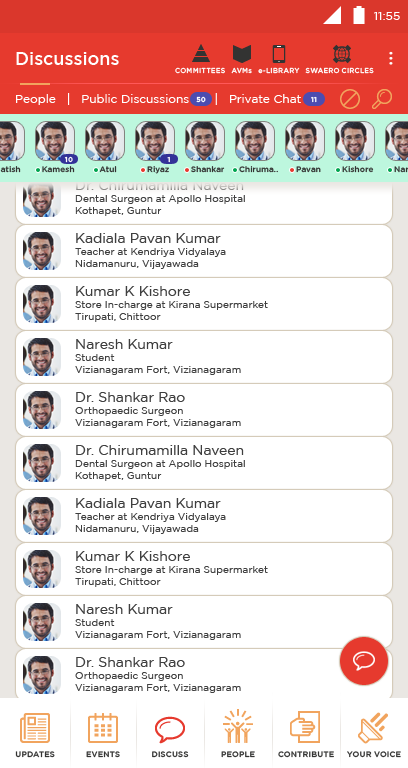 11:55
Discussions
COMMITTEES AVMs e-LIBRARY SWAERO CIRCLES
People | Public Discussions 50 | Private Chat 11
10 1
atish Kamesh Atul Riyaz Shankar Chiruma.. Pavan Kishore Nar
Dr. Chirumamilla Naveen
Dental Surgeon at Apollo Hospital
Kothapet, Guntur
Kadiala Pavan Kumar
Teacher at Kendriya Vidyalaya
Nidamanuru, Vijayawada
Kumar K Kishore
Store In-charge at Kirana Supermarket
Tirupati, Chittoor
Naresh Kumar
Student
Vizianagaram Fort, Vizianagaram
Dr. Shankar Rao
Orthopaedic Surgeon
Vizianagaram Fort, Vizianagaram
Dr. Chirumamilla Naveen
Dental Surgeon at Apollo Hospital
Kothapet, Guntur
Kadiala Pavan Kumar
Teacher at Kendriya Vidyalaya
Nidamanuru, Vijayawada
Kumar K Kishore
Store In-charge at Kirana Supermarket
Tirupati, Chittoor
Naresh Kumar
Student
Vizianagaram Fort, Vizianagaram
Dr. Shankar Rao
Orthopaedic Surgeon
Vizianagaram Fort, Vizianagaram
UPDATES EVENTS DISCUSS PEOPLE CONTRIBUTE YOUR VOICE